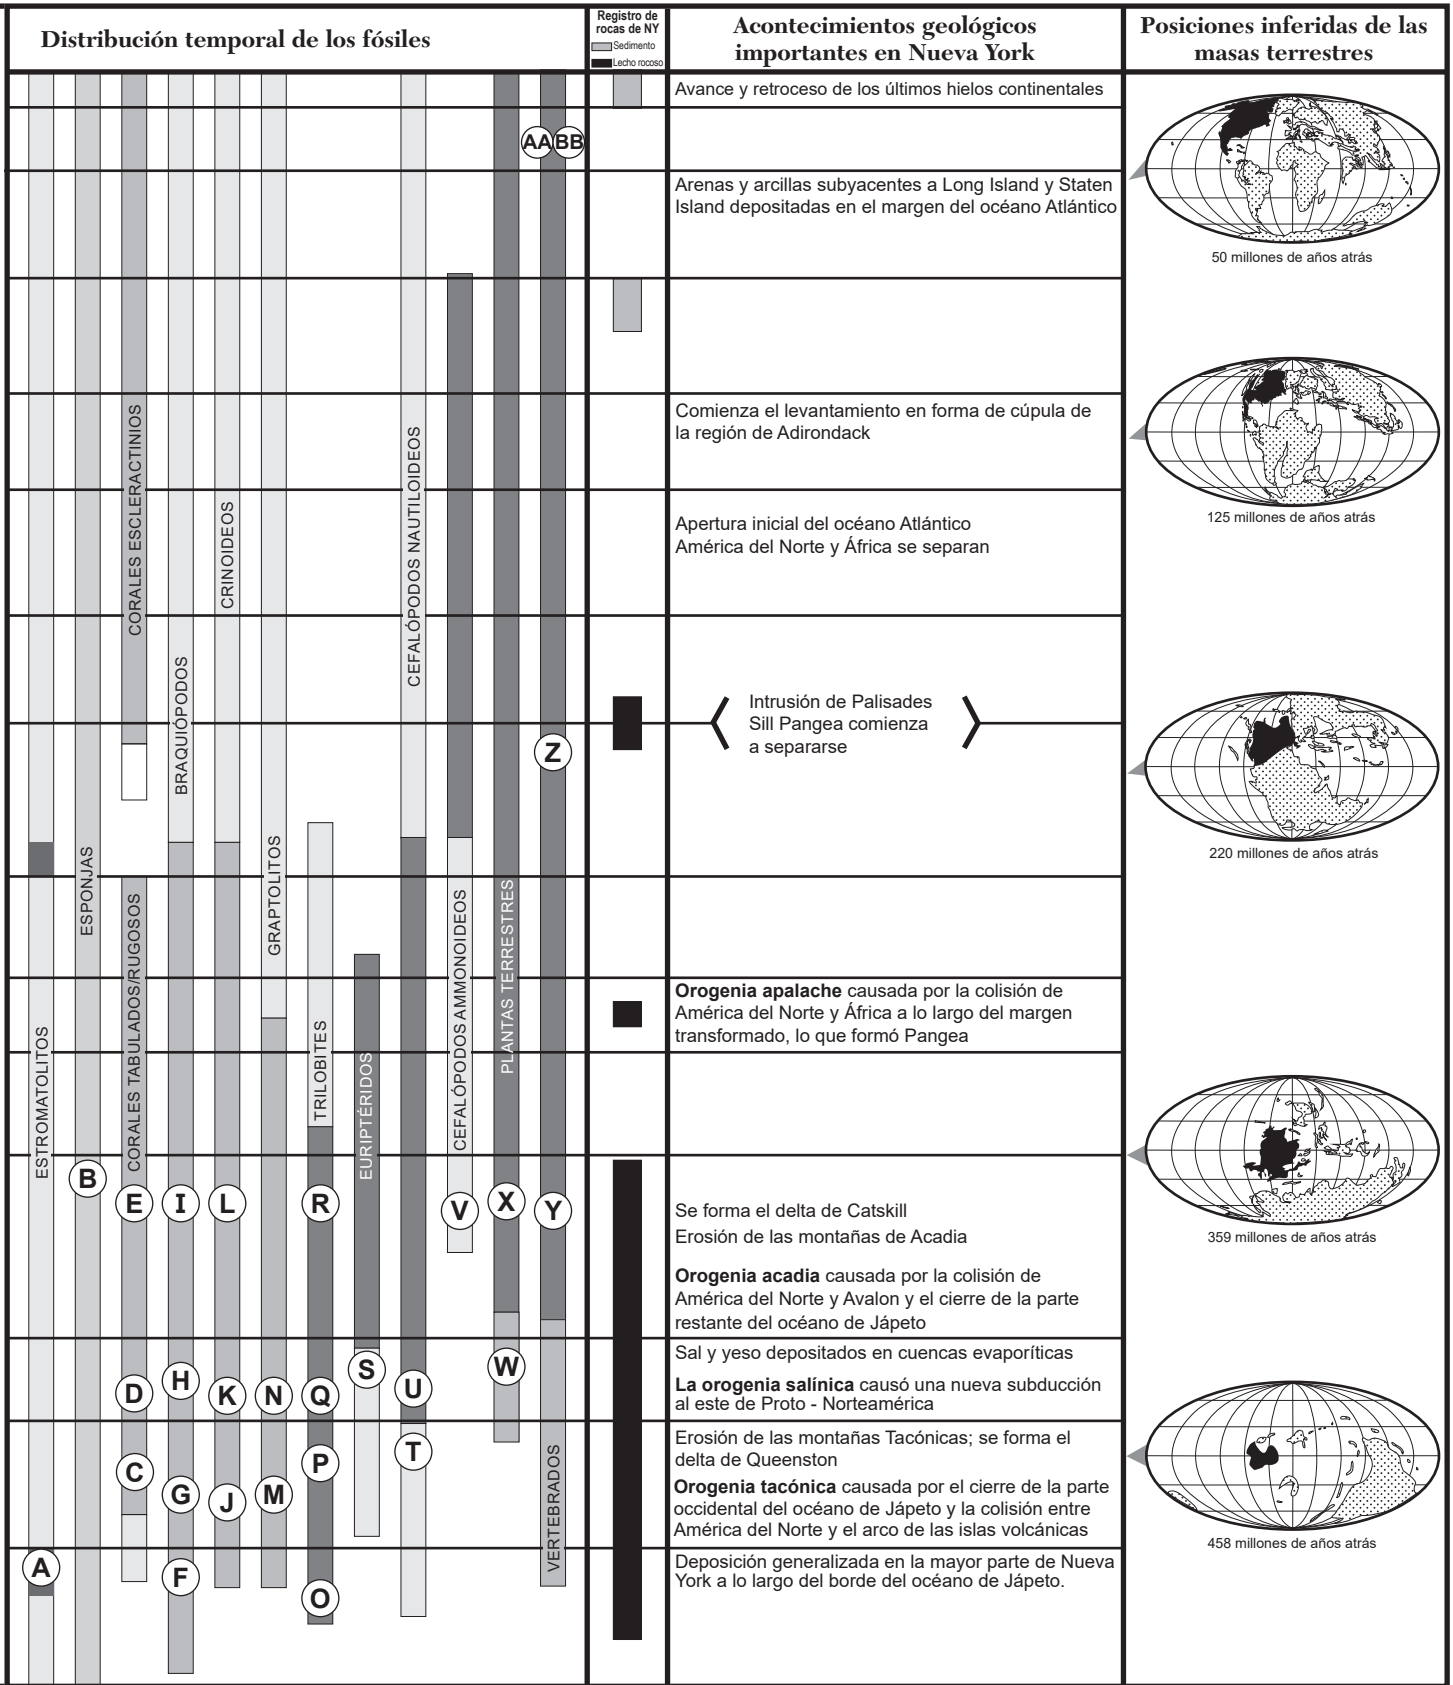 Distribución temporal de los fósiles
Registro de
rocas de NY
Sedimento
Lecho rocoso
Acontecimientos geológicos
importantes en Nueva York
Posiciones inferidas de las
masas terrestres
ESTROMATOLITOS
A
ESPONJAS
B
CORALES ESCLERACTINIOS
CORALES TABULADOS/RUGOSOS
E
D
C
BRAQUIÓPODOS
I
H
G
F
CRINOIDEOS
L
K
J
GRAPTOLITOS
N
M
TRILOBITES
R
Q
P
O
EURIPTÉRIDOS
S
CEFALÓPODOS NAUTILOIDEOS
U
T
CEFALÓPODOS AMMONOIDEOS
V
PLANTAS TERRESTRES
X
W
AA
BB
Z
Y
VERTEBRADOS
Avance y retroceso de los últimos hielos continentales
Arenas y arcillas subyacentes a Long Island y Staten
Island depositadas en el margen del océano Atlántico
Comienza el levantamiento en forma de cúpula de
la región de Adirondack
Apertura inicial del océano Atlántico
América del Norte y África se separan
Intrusión de Palisades
Sill Pangea comienza
a separarse
Orogenia apalache causada por la colisión de
América del Norte y África a lo largo del margen
transformado, lo que formó Pangea
Se forma el delta de Catskill
Erosión de las montañas de Acadia
Orogenia acadia causada por la colisión de
América del Norte y Avalon y el cierre de la parte
restante del océano de Jápeto
Sal y yeso depositados en cuencas evaporíticas
La orogenia salínica causó una nueva subducción
al este de Proto - Norteamérica
Erosión de las montañas Tacónicas; se forma el
delta de Queenston
Orogenia tacónica causada por el cierre de la parte
occidental del océano de Jápeto y la colisión entre
América del Norte y el arco de las islas volcánicas
Deposición generalizada en la mayor parte de Nueva
York a lo largo del borde del océano de Jápeto.
50 millones de años atrás
125 millones de años atrás
220 millones de años atrás
359 millones de años atrás
458 millones de años atrás